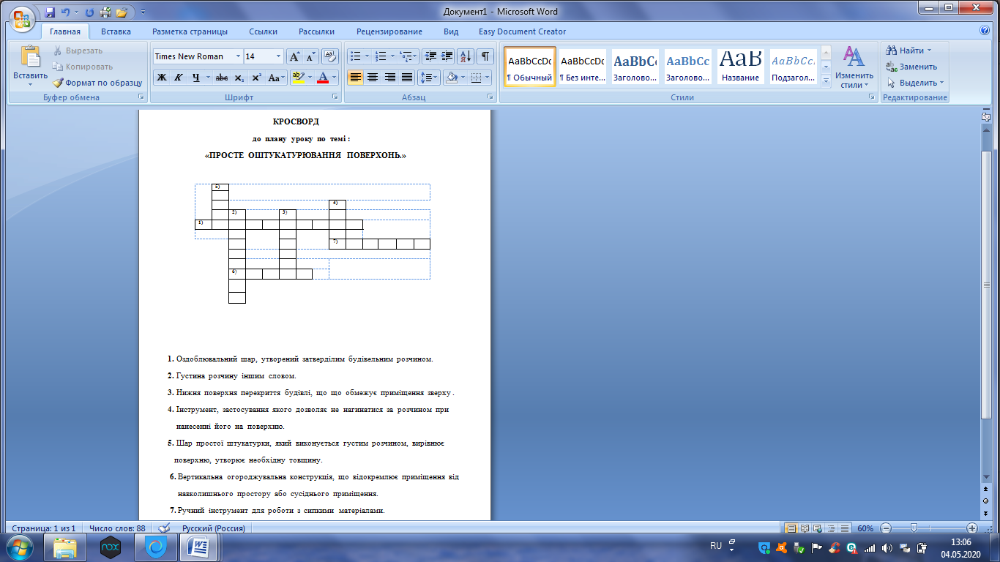 Документ1 - Microsoft Word
Главная Вставка Разметка страницы Ссылки Рассылки Рецензирование Вид Easy Document Creator
Вставить
Вырезать
Копировать
Формат по образцу
Буфер обмена
Times New Roman 14
Ж К Ч abc x₂ x² Aa
Шрифт
Абзац
AaBbCcDc AaBbCcDc AaBbC AaBbCc AaB AaBbCc.
¶ Обычный ¶ Без инте... Заголово... Заголово... Название Подзагол...
Изменить стили
Стили
Найти
Заменить
Выделить
Редактирование
КРОСВОРД
до плану уроку по темі :
«ПРОСТЕ ОШТУКАТУРЮВАННЯ ПОВЕРХОНЬ.»
5)
4)
2) 3)
1)
7)
6)
1. Оздоблювальний шар, утворений затверділим будівельним розчином.
2. Густина розчину іншим словом.
3. Нижня поверхня перекриття будівлі, що що обмежує приміщення зверху .
4. Інструмент, застосування якого дозволяє не нагинатися за розчином при
нанесенні його на поверхню.
5. Шар простої штукатурки, який виконується густим розчином, вирівнює
поверхню, утворює необхідну товщину.
6. Вертикальна огороджувальна конструкція, що відокремлює приміщення від
навколишнього простору або сусіднього приміщення.
7. Ручний інструмент для роботи з сипкими матеріалами.
Страница: 1 из 1 Число слов: 88 Русский (Россия) 60%
nox RU 13:06
04.05.2020